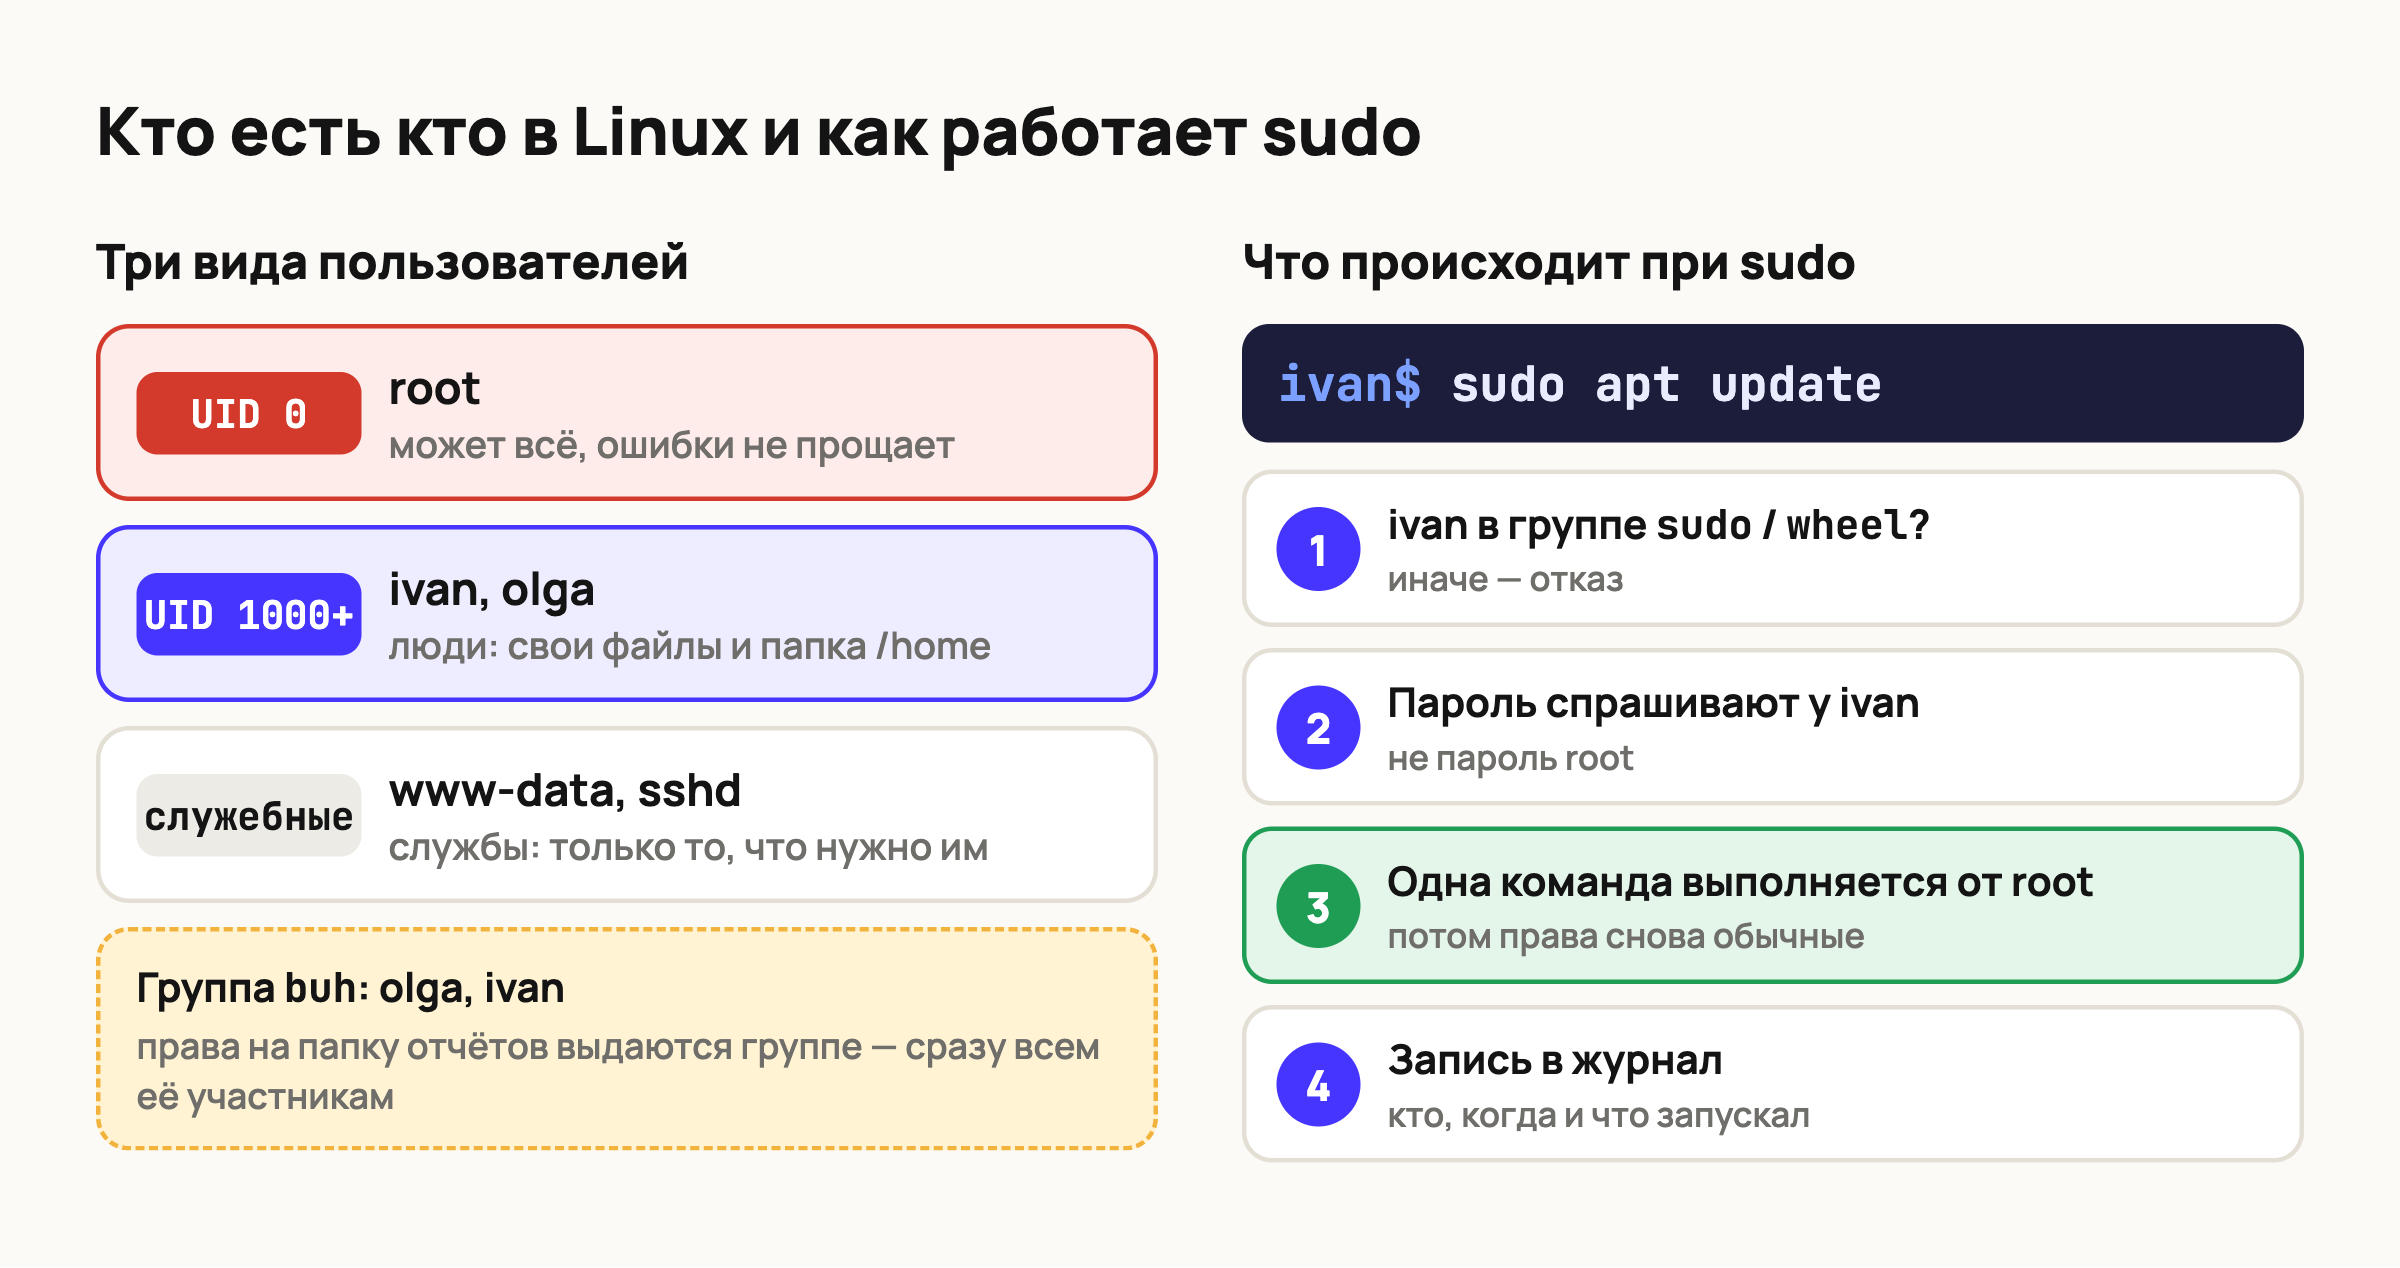 Кто есть кто в Linux и как работает sudo
Три вида пользователей
UID 0
root
может всё, ошибки не прощает
UID 1000+
ivan, olga
люди: свои файлы и папка /home
служебные
www-data, sshd
службы: только то, что нужно им
Группа buh: olga, ivan
права на папку отчётов выдаются группе — сразу всем
её участникам
Что происходит при sudo
ivan$ sudo apt update
1
ivan в группе sudo / wheel?
иначе — отказ
2
Пароль спрашивают у ivan
не пароль root
3
Одна команда выполняется от root
потом права снова обычные
4
Запись в журнал
кто, когда и что запускал